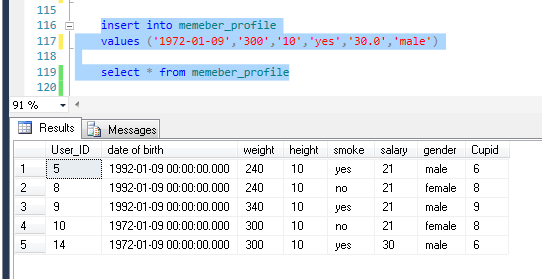 115
116 insert into memeber_profile
117 values ('1972-01-09','300','10','yes','30.0','male')
118
119 select * from memeber_profile
120
91 %
Results Messages
User_ID date of birth weight height smoke salary gender Cupid
1 5 1992-01-09 00:00:00.000 240 10 yes 21 male 6
2 8 1992-01-09 00:00:00.000 240 10 no 21 female 8
3 9 1992-01-09 00:00:00.000 340 10 yes 21 male 9
4 10 1972-01-09 00:00:00.000 300 10 no 21 female 8
5 14 1972-01-09 00:00:00.000 300 10 yes 30 male 6